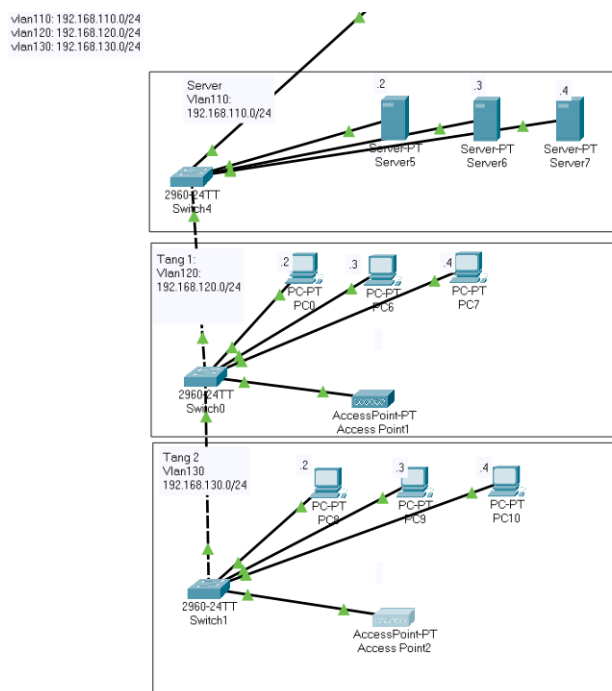 vlan110: 192.168.110.0/24
vlan120: 192.168.120.0/24
vlan130: 192.168.130.0/24
Server
Vlan110:
192.168.110.0/24
.2
.3
.4
Server-PT
Server5
Server-PT
Server6
Server-PT
Server7
2960-24TT
Switch4
Tang 1:
Vlan120:
192.168.120.0/24
.2
.3
.4
PC-PT
PC0
PC-PT
PC6
PC-PT
PC7
2960-24TT
Switch0
AccessPoint-PT
Access Point1
Tang 2
Vlan130
192.168.130.0/24
.2
.3
.4
PC-PT
PC8
PC-PT
PC9
PC-PT
PC10
2960-24TT
Switch1
AccessPoint-PT
Access Point2